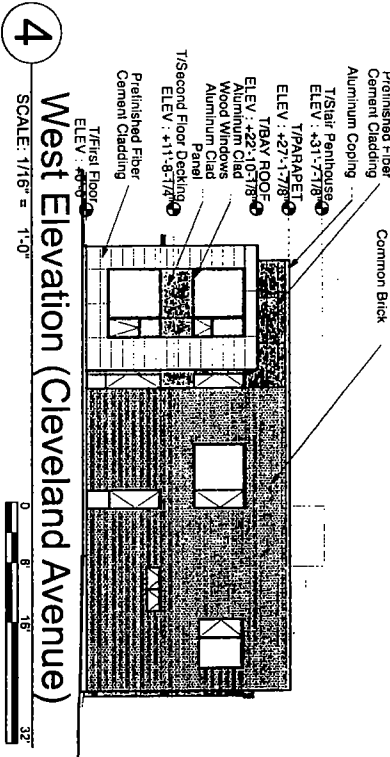 Prefinished Fiber
Cement Cladding
Aluminum Coping
T/Stair Penthouse
ELEV : +31'-7-1/8"
T/PARAPET
ELEV : +27'-1-7/8"
T/BAY ROOF
ELEV : +22'-10-1/8"
Aluminum Clad
Wood Windows
Aluminum Clad
Panel
T/Second Floor Decking
ELEV : +11'-8-1/4"
Prefinished Fiber
Cement Cladding
T/First Floor
ELEV :
Common Brick
4
West Elevation (Cleveland Avenue)
SCALE: 1/16" = 1'-0"
0 8' 16' 32'